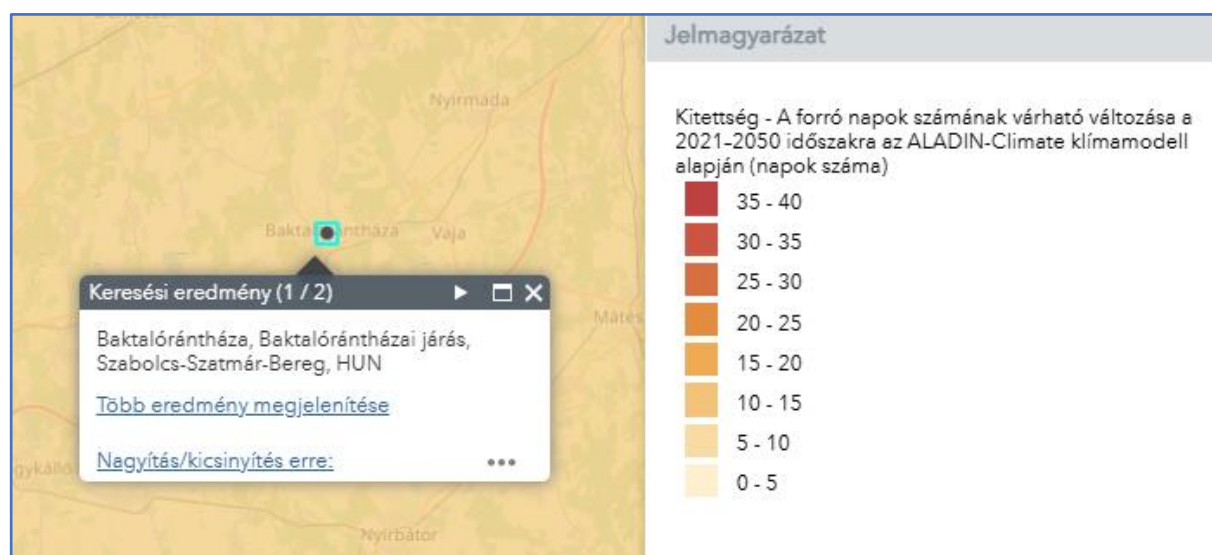 Jelmagyarázat
Nyírmada
Kitettség - A forró napok számának várható változása a
2021-2050 időszakra az ALADIN-Climate klímamodell
alapján (napok száma)
35 - 40
30 - 35
25 - 30
20 - 25
15 - 20
10 - 15
5 - 10
0 - 5
Vaja
Keresési eredmény (1 / 2)
Baktalórántháza, Baktalórántházai járás,
Szabolcs-Szatmár-Bereg, HUN
Több eredmény megjelenítése
Nagyítás/kicsinyítés erre:
Nyírbátor